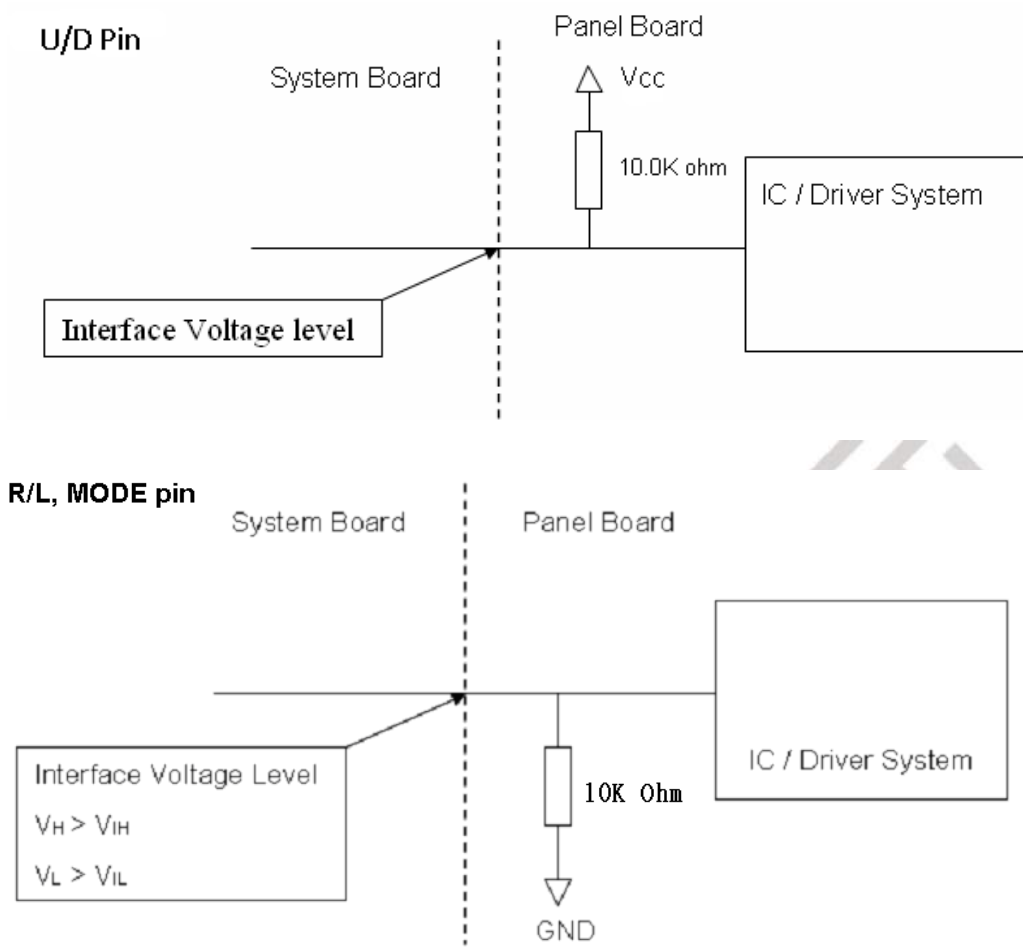 U/D Pin
Panel Board
System Board
Vcc
10.0K ohm
IC / Driver System
Interface Voltage level
R/L, MODE pin
System Board
Panel Board
Interface Voltage Level
VH > VIH
VL > VIL
IC / Driver System
10K Ohm
GND